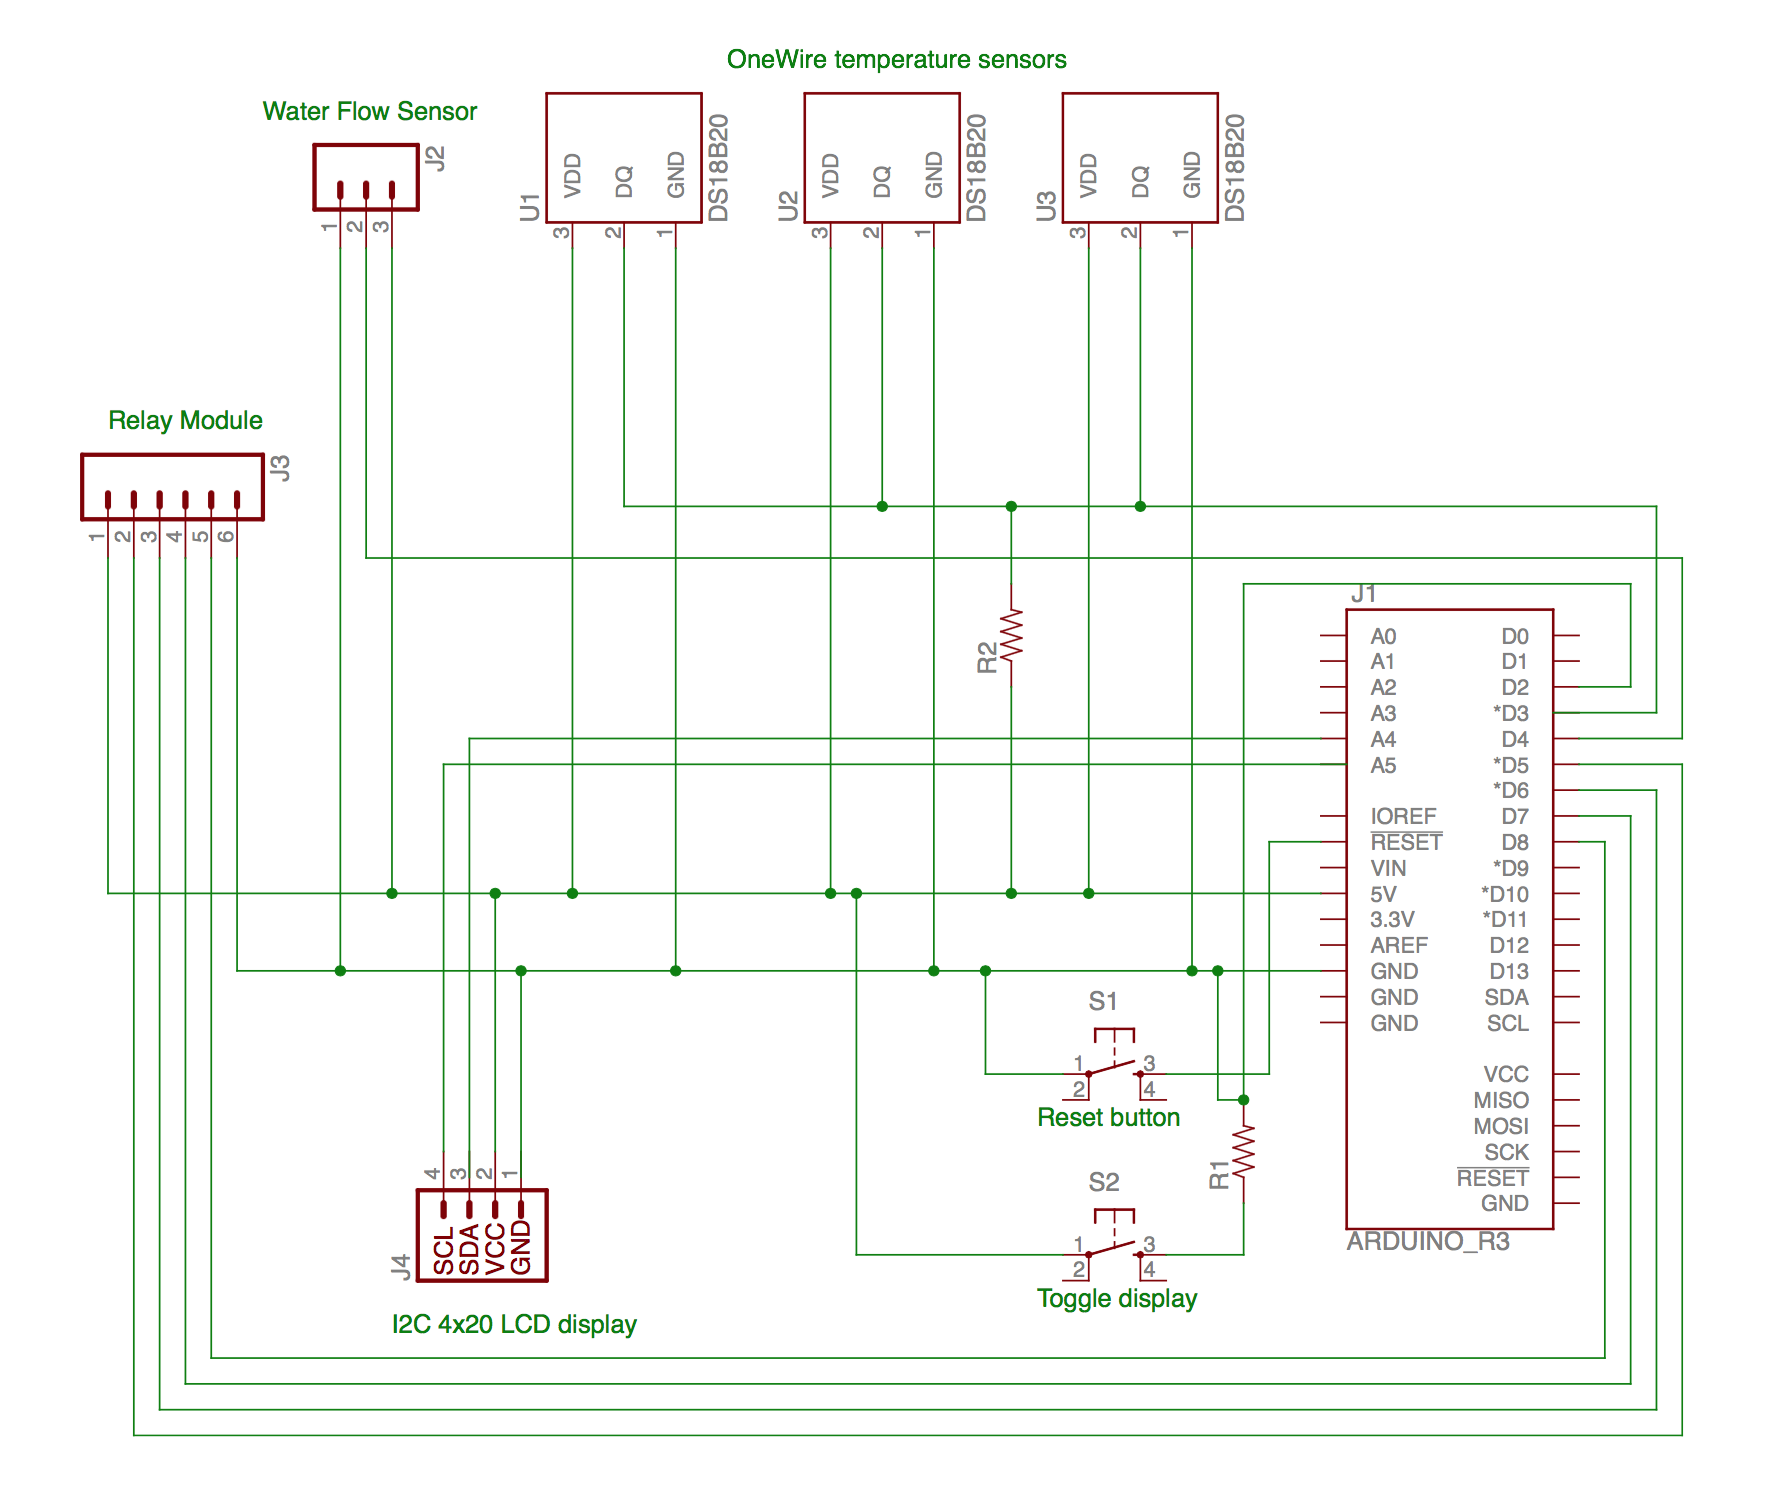 OneWire temperature sensors
Water Flow Sensor
J2
1 2 3
U1
VDD DQ GND
DS18B20
3 2 1
U2
VDD DQ GND
DS18B20
3 2 1
U3
VDD DQ GND
DS18B20
3 2 1
Relay Module
J3
1 2 3 4 5 6
R2
J1
A0 D0
A1 D1
A2 D2
A3 *D3
A4 D4
A5 *D5
*D6
IOREF D7
RESET D8
VIN *D9
5V *D10
3.3V *D11
AREF D12
GND D13
GND SDA
GND SCL
VCC
MISO
MOSI
SCK
RESET
GND
ARDUINO_R3
S1
1 3
2 4
Reset button
R1
S2
1 3
2 4
Toggle display
4 3 2 1
SCL SDA VCC GND
J4
I2C 4x20 LCD display